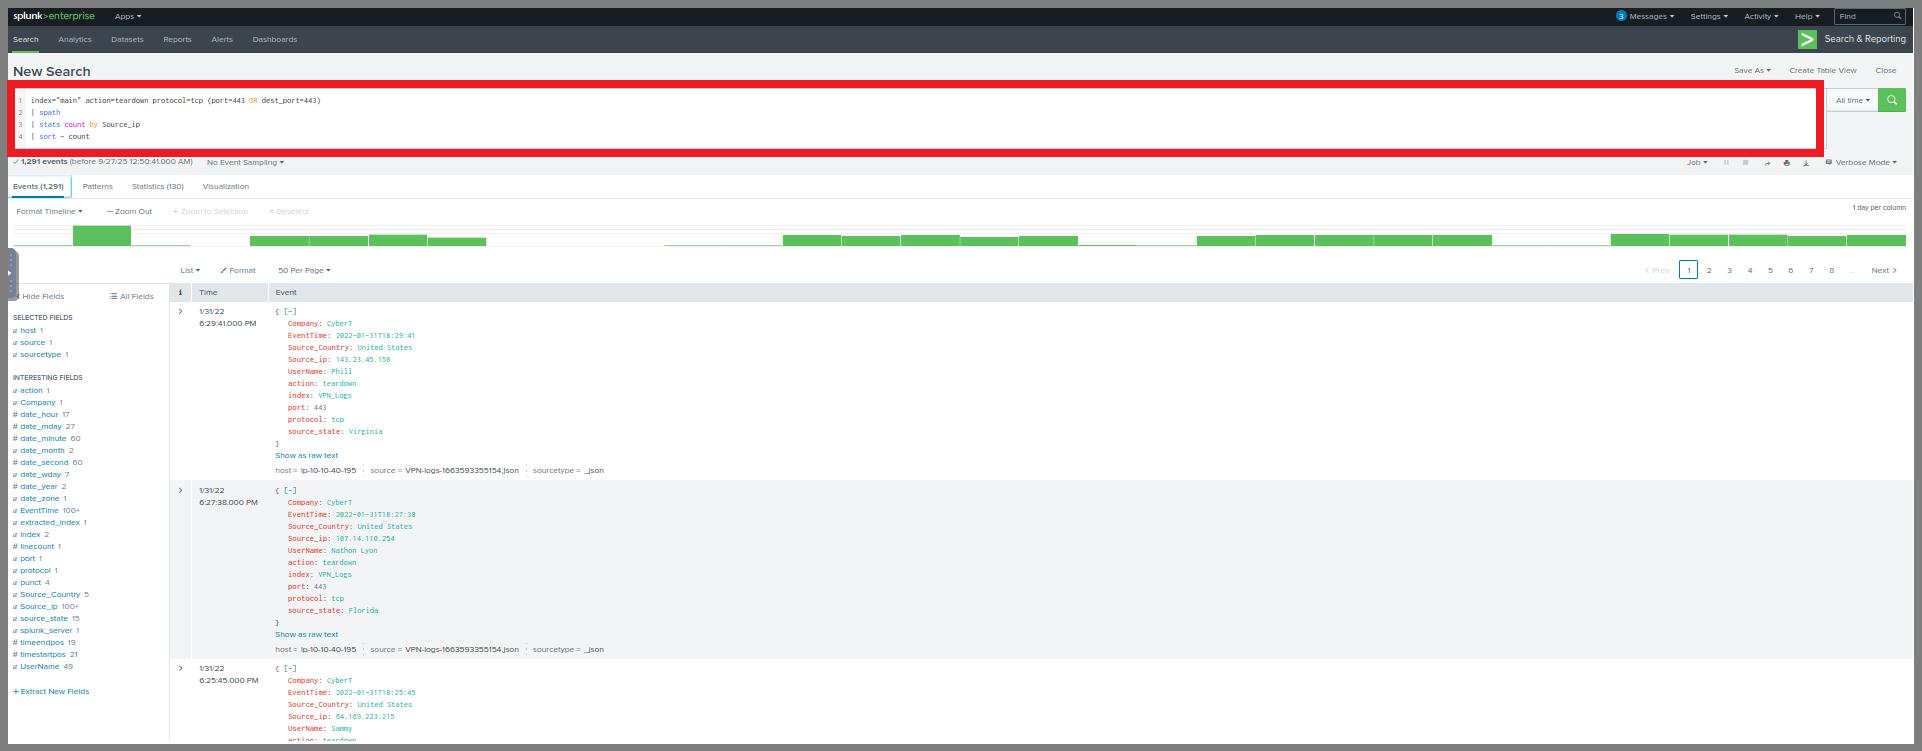 splunk>enterprise Apps 3 Messages Settings Activity Help Find
Search Analytics Datasets Reports Alerts Dashboards Search & Reporting
New Search Save As Create Table View Close
1 index="main" action=teardown protocol=tcp (port=443 OR dest_port=443) All time
2 | spath
3 | stats count by Source_ip
4 | sort - count
1,291 events (before 9/27/25 12:50:41.000 AM) No Event Sampling Job Verbose Mode
Events (1,291) Patterns Statistics (130) Visualization
Format Timeline — Zoom Out + Zoom to Selection × Deselect 1 day per column
List Format 50 Per Page < Prev 1 2 3 4 5 6 7 8 ... Next >
Hide Fields All Fields
i Time Event
SELECTED FIELDS
a host 1
a source 1
a sourcetype 1
INTERESTING FIELDS
a action 1
a Company 1
# date_hour 17
# date_mday 27
# date_minute 60
a date_month 2
# date_second 60
a date_wday 7
# date_year 2
a date_zone 1
a EventTime 100+
a extracted_index 1
a index 2
# linecount 1
a port 1
a protocol 1
a punct 4
a Source_Country 5
a Source_ip 100+
a source_state 15
a splunk_server 1
# timeendpos 19
# timestartpos 21
a UserName 49
+ Extract New Fields
> 1/31/22 { [-]
6:29:41.000 PM Company: CyberT
EventTime: 2022-01-31T18:29:41
Source_Country: United States
Source_ip: 143.23.45.158
UserName: Phill
action: teardown
index: VPN_Logs
port: 443
protocol: tcp
source_state: Virginia
}
Show as raw text
host = ip-10-10-40-195 source = VPN-logs-1663593355154.json sourcetype = _json
> 1/31/22 { [-]
6:27:38.000 PM Company: CyberT
EventTime: 2022-01-31T18:27:38
Source_Country: United States
Source_ip: 107.14.110.254
UserName: Nathon Lyon
action: teardown
index: VPN_Logs
port: 443
protocol: tcp
source_state: Florida
}
Show as raw text
host = ip-10-10-40-195 source = VPN-logs-1663593355154.json sourcetype = _json
> 1/31/22 { [-]
6:25:45.000 PM Company: CyberT
EventTime: 2022-01-31T18:25:45
Source_Country: United States
Source_ip: 64.169.223.215
UserName: Sammy
action: teardown